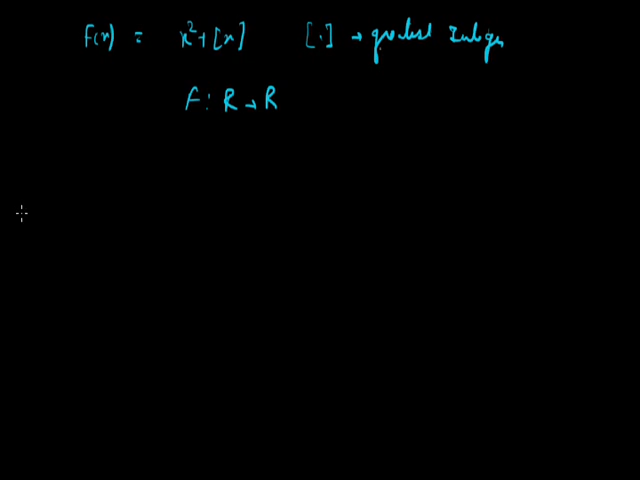 F(x) = x² + [x] [.] → greatest Integer
F : R → R